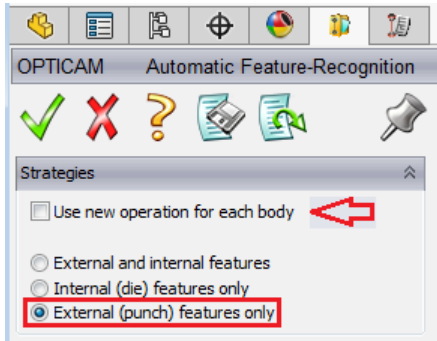 OPTICAM Automatic Feature-Recognition
Strategies
Use new operation for each body
External and internal features
Internal (die) features only
External (punch) features only